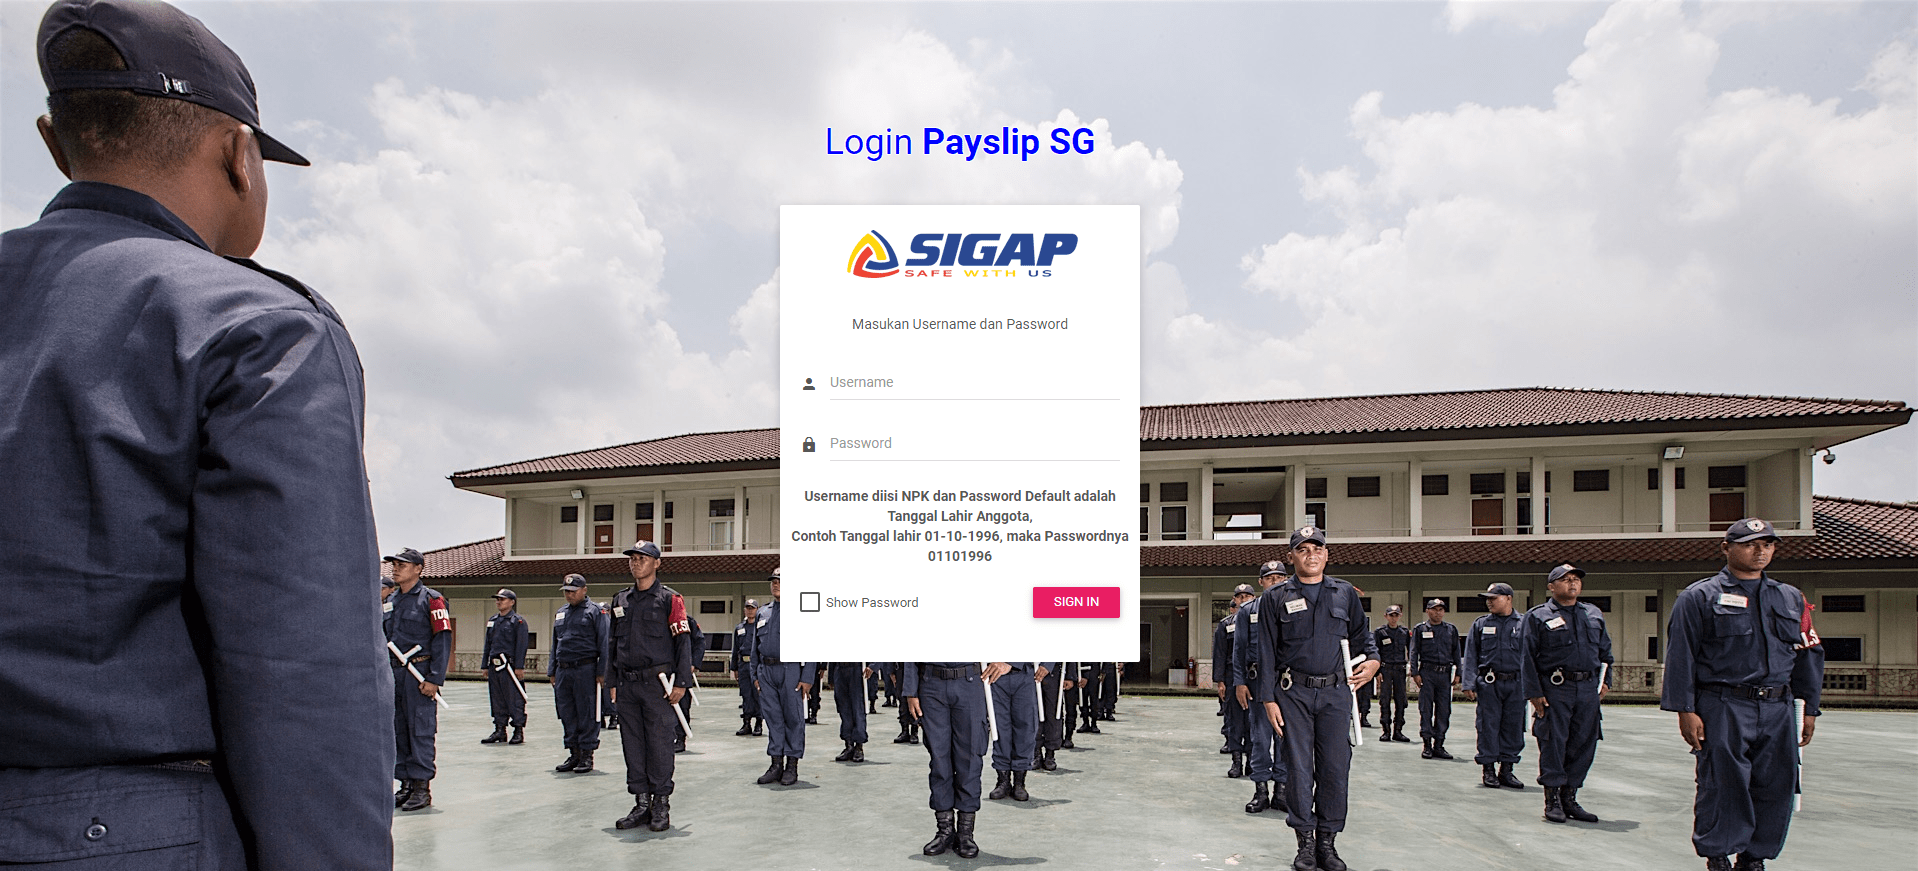 Login Payslip SG
SIGAP
SAFE WITH US
Masukan Username dan Password
Username
Password
Username diisi NPK dan Password Default adalah
Tanggal Lahir Anggota,
Contoh Tanggal lahir 01-10-1996, maka Passwordnya
01101996
Show Password
SIGN IN